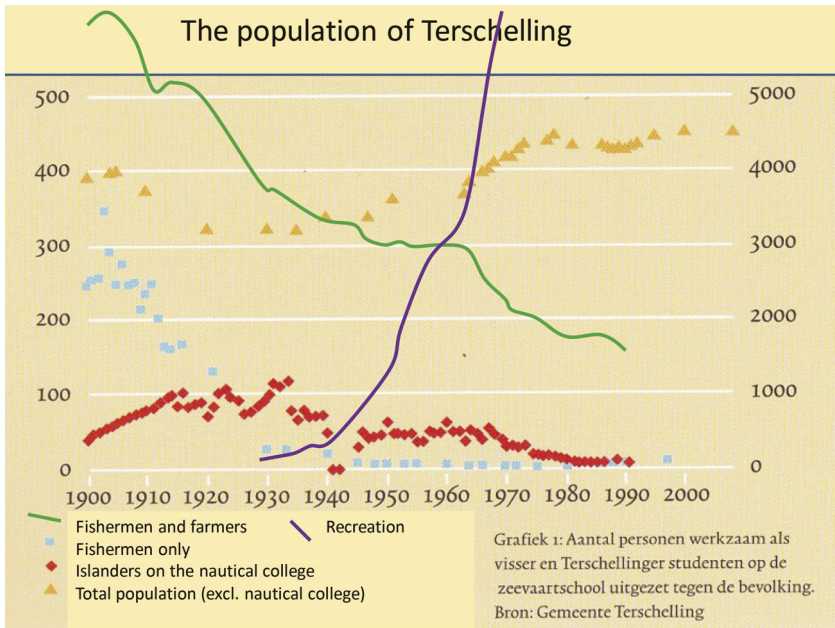 The population of Terschelling
500
400
300
200
100
0
5000
4000
3000
2000
1000
0
1900 1910 1920 1930 1940 1950 1960 1970 1980 1990 2000
Fishermen and farmers
Recreation
Fishermen only
Islanders on the nautical college
Total population (excl. nautical college)
Grafiek 1: Aantal personen werkzaam als
visser en Terschellinger studenten op de
zeevaartschool uitgezet tegen de bevolking.
Bron: Gemeente Terschelling